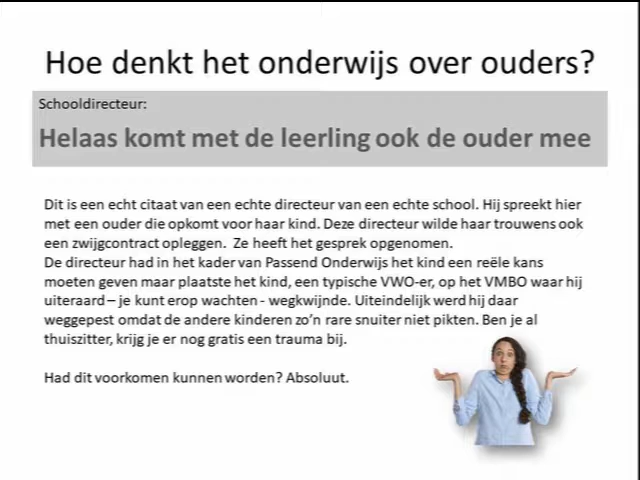 Hoe denkt het onderwijs over ouders?
Schooldirecteur:
Helaas komt met de leerling ook de ouder mee
Dit is een echt citaat van een echte directeur van een echte school. Hij spreekt hier
met een ouder die opkomt voor haar kind. Deze directeur wilde haar trouwens ook
een zwijgcontract opleggen.  Ze heeft het gesprek opgenomen.
De directeur had in het kader van Passend Onderwijs het kind een reële kans
moeten geven maar plaatste het kind, een typische VWO-er, op het VMBO waar hij
uiteraard – je kunt erop wachten - wegkwijnde. Uiteindelijk werd hij daar
weggepest omdat de andere kinderen zo’n rare snuiter niet pikten. Ben je al
thuiszitter, krijg je er nog gratis een trauma bij.
Had dit voorkomen kunnen worden? Absoluut.